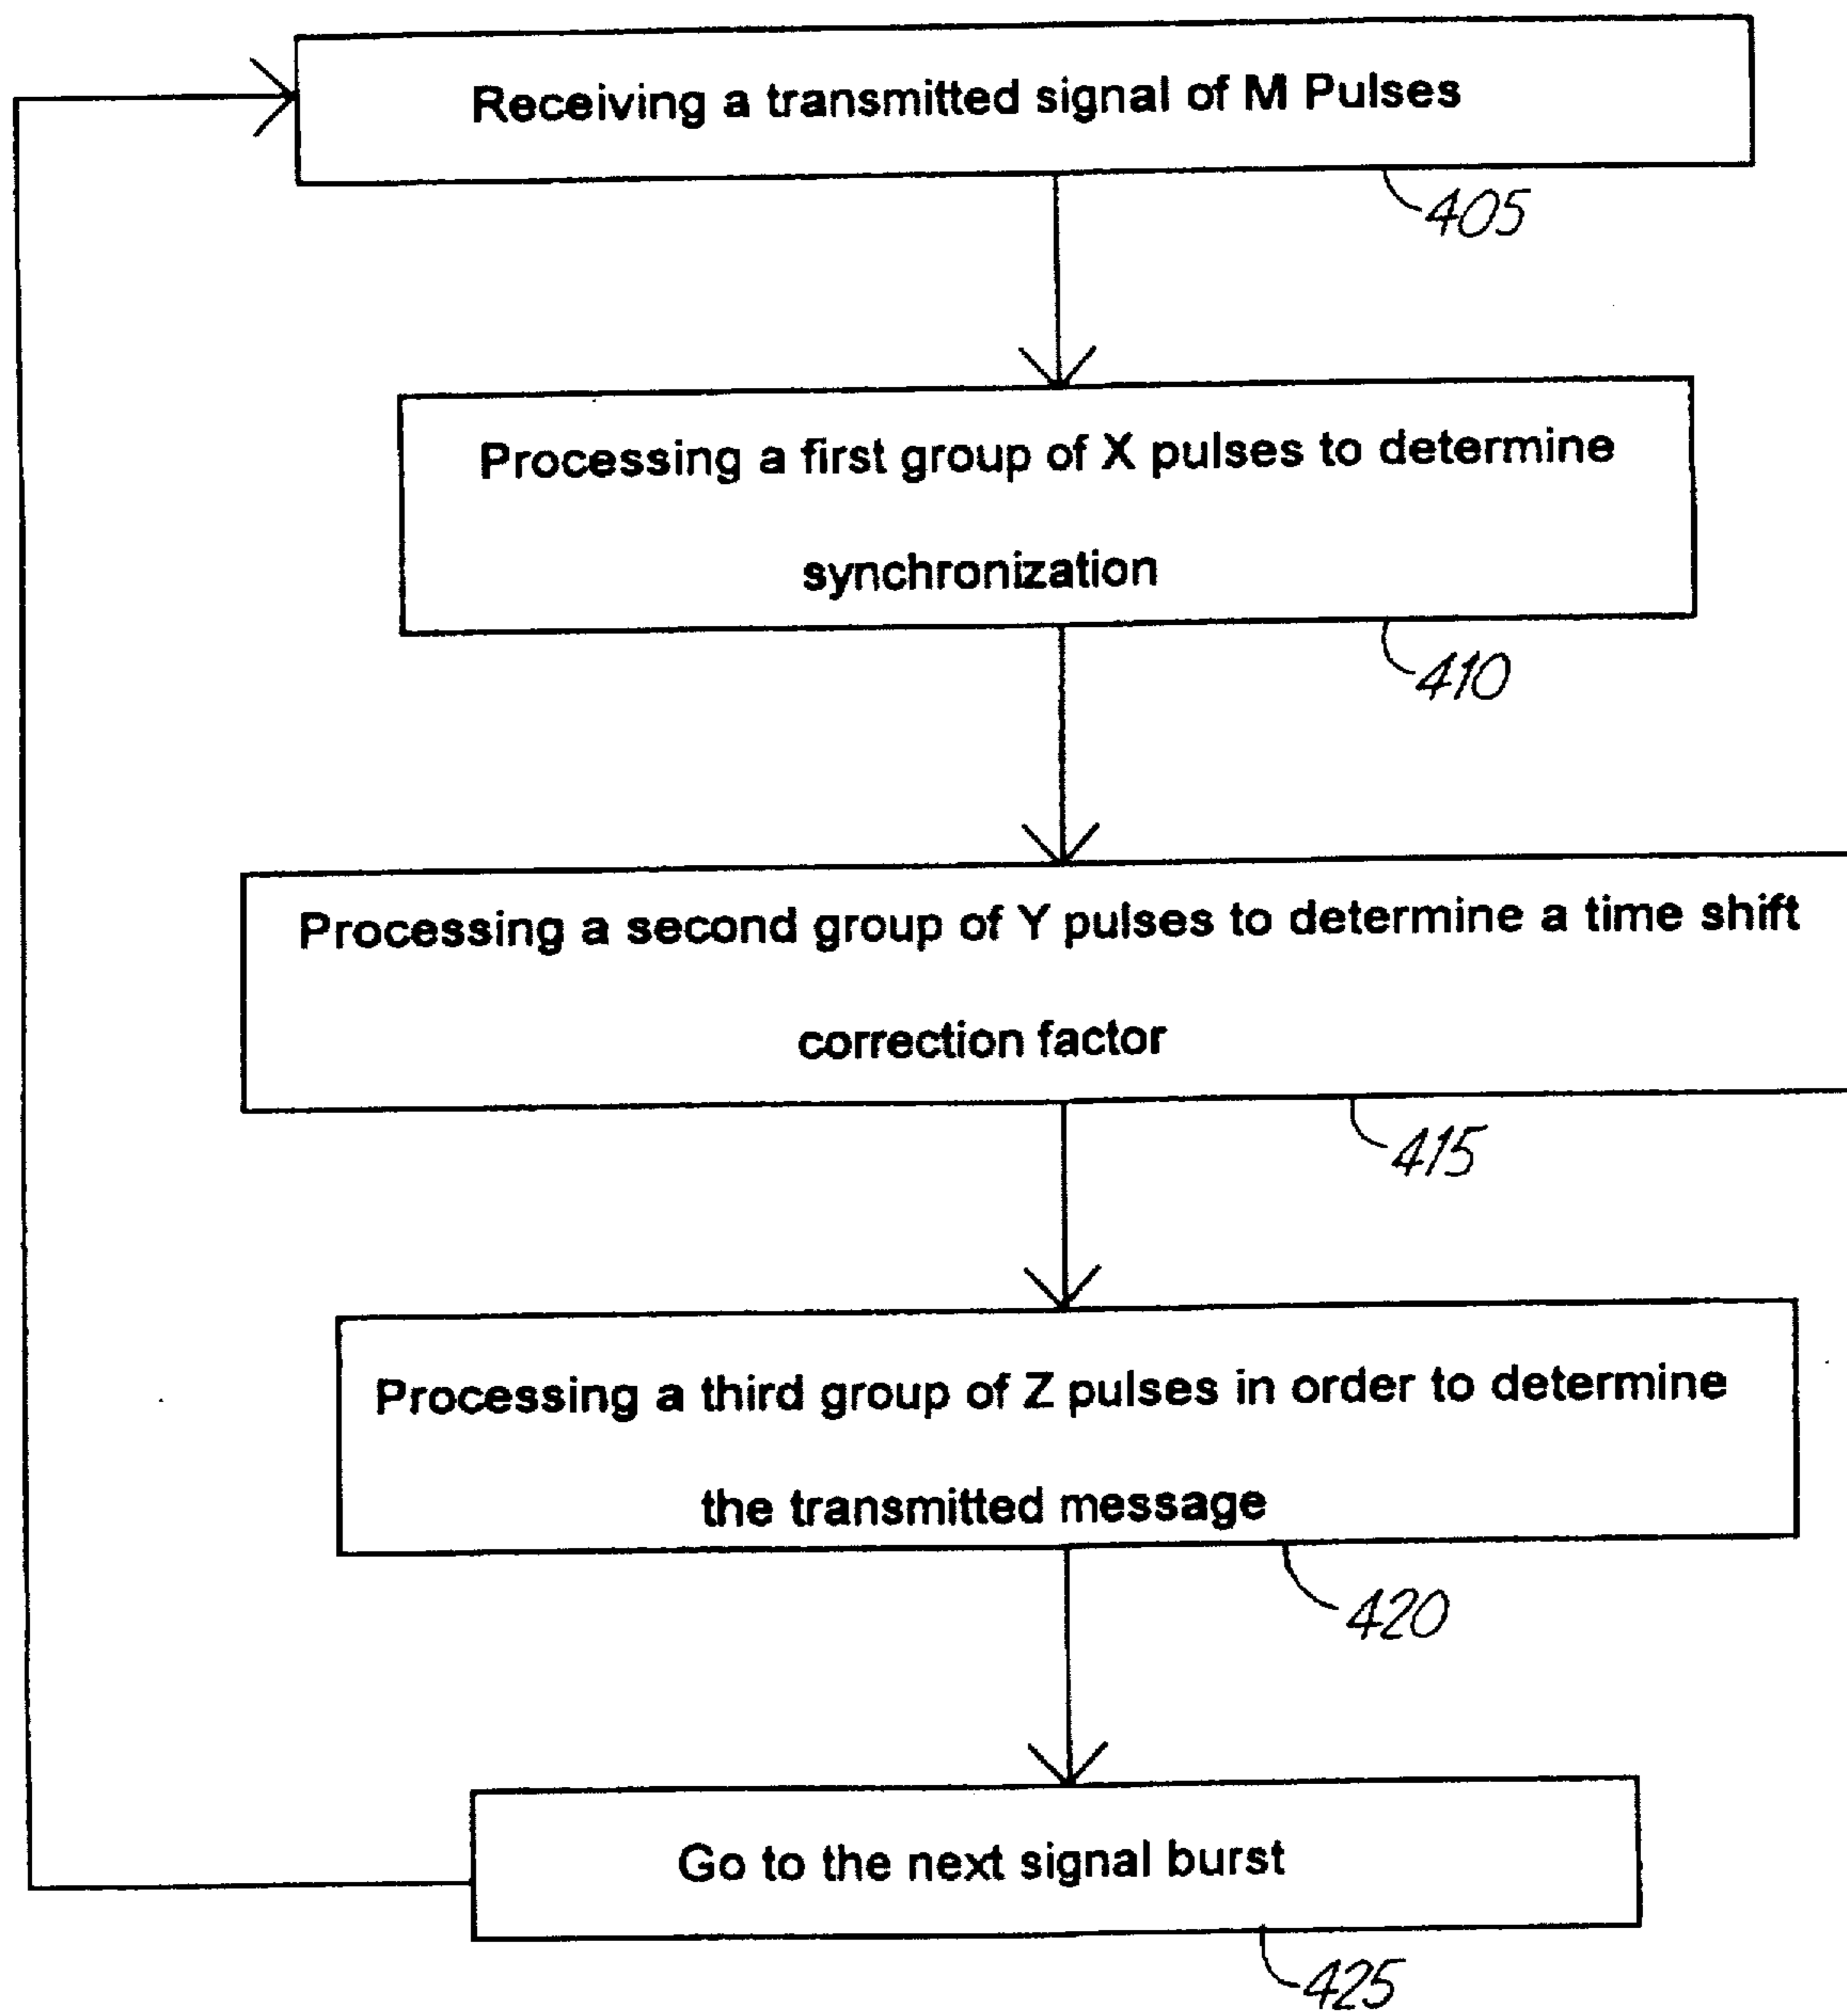 Receiving a transmitted signal of M Pulses
405
Processing a first group of X pulses to determine
synchronization
410
Processing a second group of Y pulses to determine a time shift
correction factor
415
Processing a third group of Z pulses in order to determine
the transmitted message
420
Go to the next signal burst
425